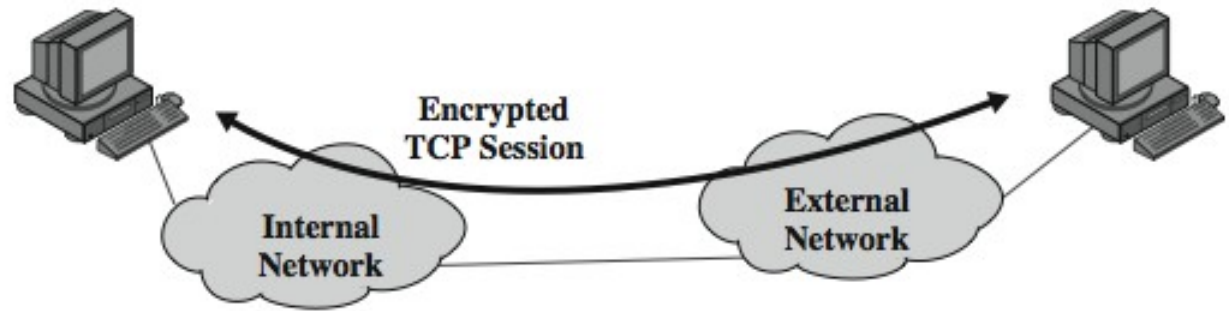 Encrypted
TCP Session
Internal
Network
External
Network